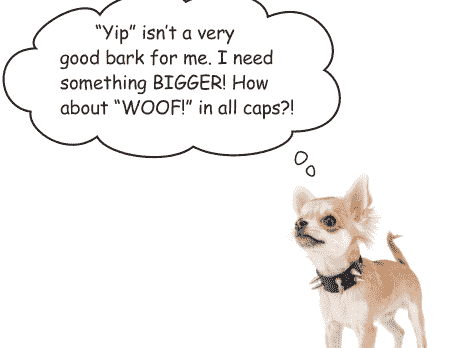 “Yip” isn’t a very
good bark for me. I need
something BIGGER! How
about “WOOF!” in all caps?!